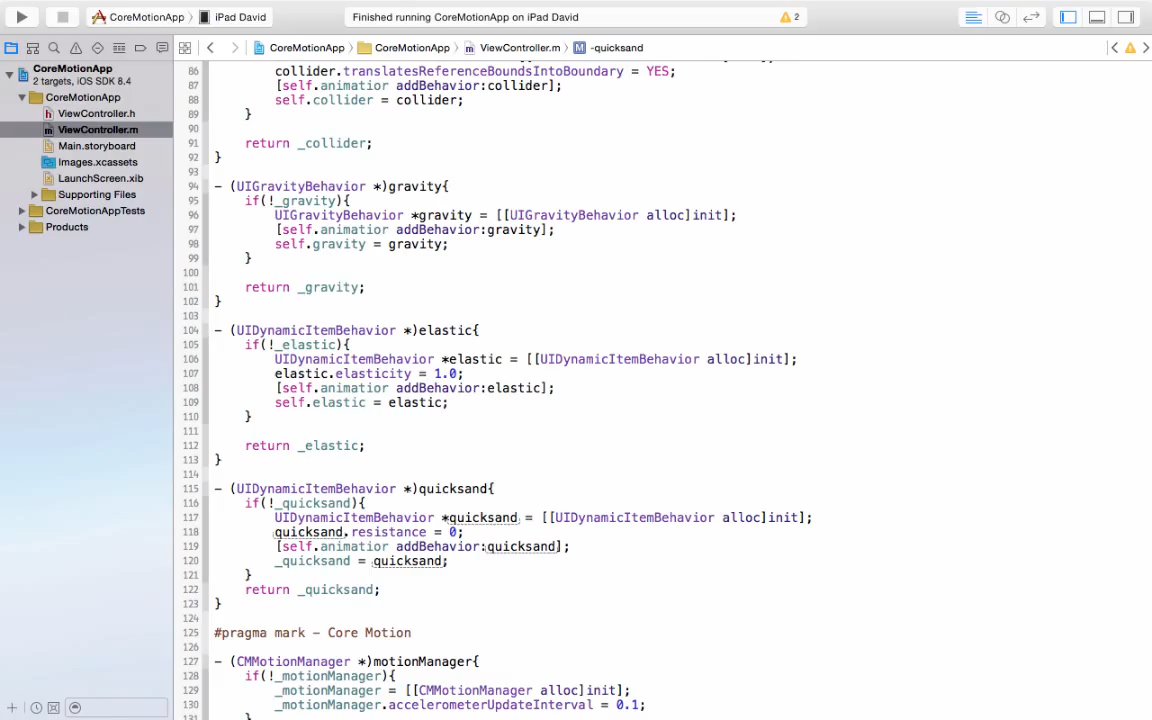 CoreMotionApp
iPad David
Finished running CoreMotionApp on iPad David
2
CoreMotionApp
CoreMotionApp
ViewController.m
-quicksand
CoreMotionApp
2 targets, iOS SDK 8.4
CoreMotionApp
ViewController.h
ViewController.m
Main.storyboard
Images.xcassets
LaunchScreen.xib
Supporting Files
CoreMotionAppTests
Products
86 collider.translatesReferenceBoundsIntoBoundary = YES;
87 [self.animatior addBehavior:collider];
88 self.collider = collider;
89 }
90
91 return _collider;
92 }
93
94 - (UIGravityBehavior *)gravity{
95 if(!_gravity){
96 UIGravityBehavior *gravity = [[UIGravityBehavior alloc]init];
97 [self.animatior addBehavior:gravity];
98 self.gravity = gravity;
99 }
100
101 return _gravity;
102 }
103
104 - (UIDynamicItemBehavior *)elastic{
105 if(!_elastic){
106 UIDynamicItemBehavior *elastic = [[UIDynamicItemBehavior alloc]init];
107 elastic.elasticity = 1.0;
108 [self.animatior addBehavior:elastic];
109 self.elastic = elastic;
110 }
111
112 return _elastic;
113 }
114
115 - (UIDynamicItemBehavior *)quicksand{
116 if(!_quicksand){
117 UIDynamicItemBehavior *quicksand = [[UIDynamicItemBehavior alloc]init];
118 quicksand.resistance = 0;
119 [self.animatior addBehavior:quicksand];
120 _quicksand = quicksand;
121 }
122 return _quicksand;
123 }
124
125 #pragma mark - Core Motion
126
127 - (CMMotionManager *)motionManager{
128 if(!_motionManager){
129 _motionManager = [[CMMotionManager alloc]init];
130 _motionManager.accelerometerUpdateInterval = 0.1;
131 }